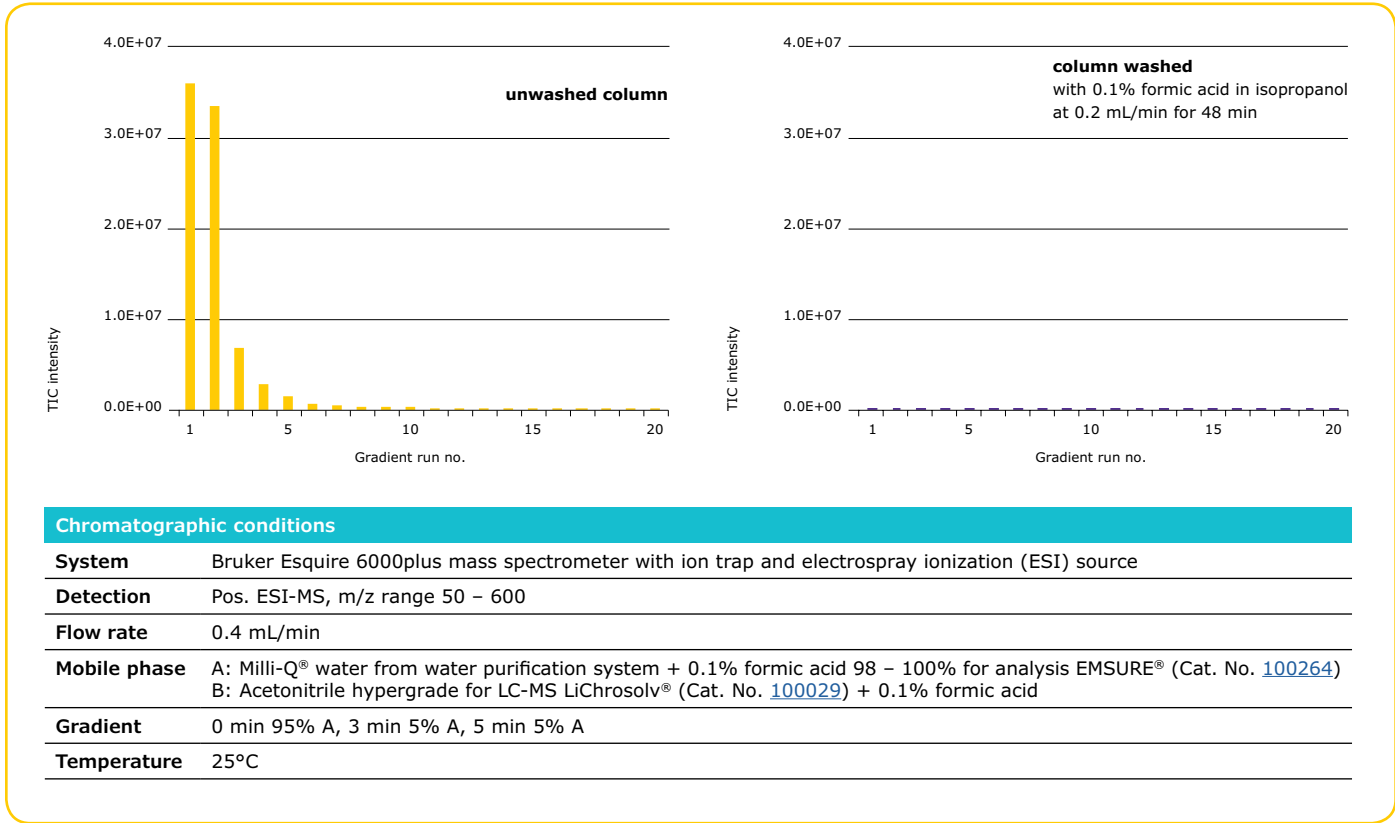 4.0E+07
unwashed column
3.0E+07
2.0E+07
1.0E+07
TIC intensity
0.0E+00
1 5 10 15 20
Gradient run no.
4.0E+07
column washed
with 0.1% formic acid in isopropanol
at 0.2 mL/min for 48 min
3.0E+07
2.0E+07
1.0E+07
TIC intensity
0.0E+00
1 5 10 15 20
Gradient run no.
Chromatographic conditions
System Bruker Esquire 6000plus mass spectrometer with ion trap and electrospray ionization (ESI) source
Detection Pos. ESI-MS, m/z range 50 – 600
Flow rate 0.4 mL/min
Mobile phase A: Milli-Q® water from water purification system + 0.1% formic acid 98 – 100% for analysis EMSURE® (Cat. No. 100264)
B: Acetonitrile hypergrade for LC-MS LiChrosolv® (Cat. No. 100029) + 0.1% formic acid
Gradient 0 min 95% A, 3 min 5% A, 5 min 5% A
Temperature 25°C